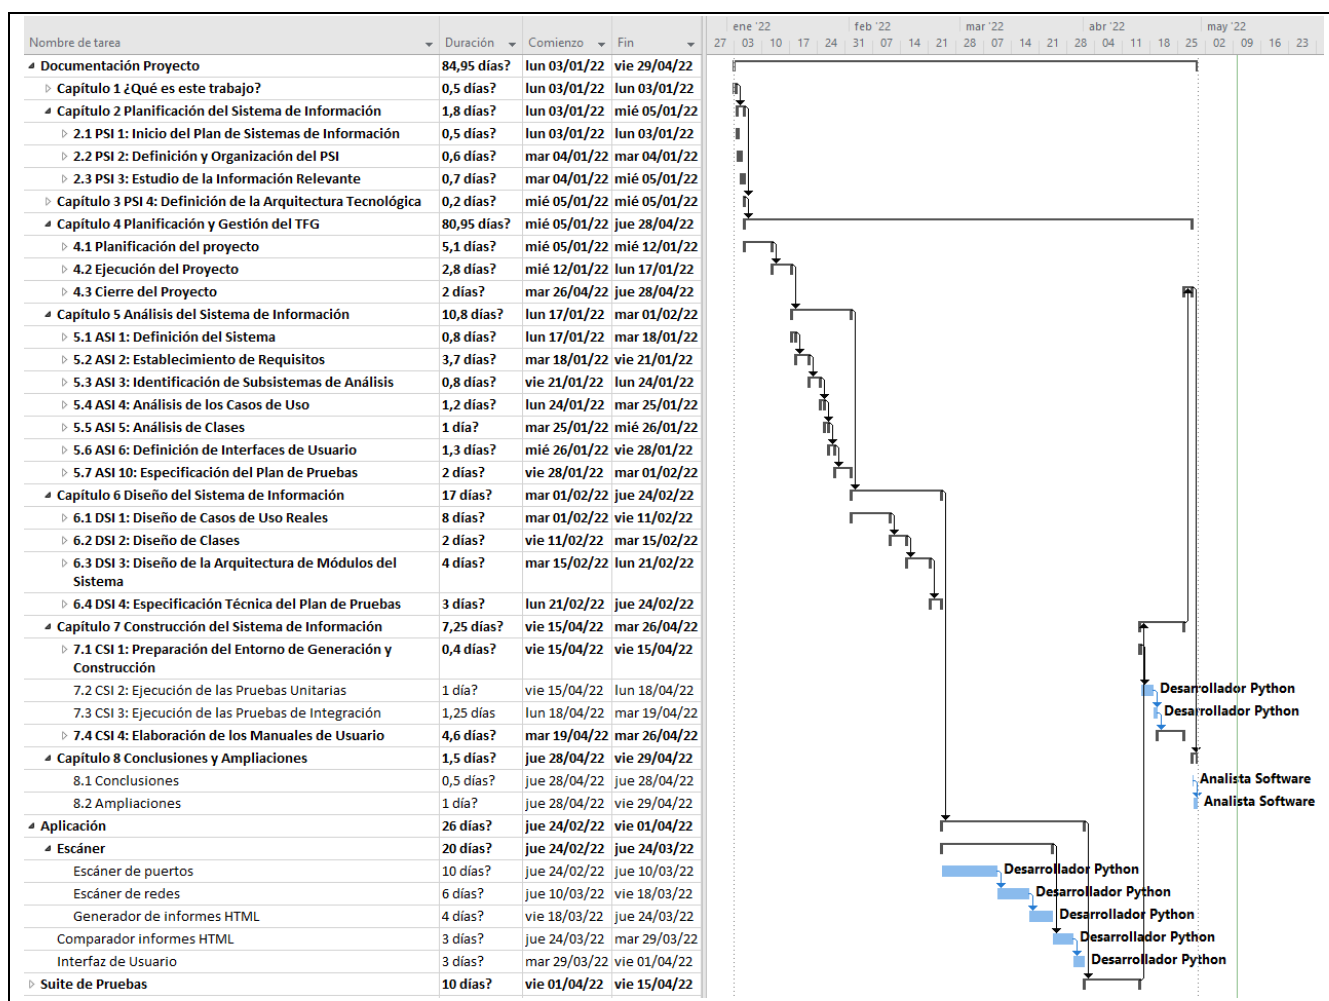 ene '22 feb '22 mar '22 abr '22 may '22
Nombre de tarea Duración Comienzo Fin 27 03 10 17 24 31 07 14 21 28 07 14 21 28 04 11 18 25 02 09 16 23
Documentación Proyecto 84,95 días? lun 03/01/22 vie 29/04/22
Capítulo 1 ¿Qué es este trabajo? 0,5 días? lun 03/01/22 lun 03/01/22
Capítulo 2 Planificación del Sistema de Información 1,8 días? lun 03/01/22 mié 05/01/22
2.1 PSI 1: Inicio del Plan de Sistemas de Información 0,5 días? lun 03/01/22 lun 03/01/22
2.2 PSI 2: Definición y Organización del PSI 0,6 días? mar 04/01/22 mar 04/01/22
2.3 PSI 3: Estudio de la Información Relevante 0,7 días? mar 04/01/22 mié 05/01/22
Capítulo 3 PSI 4: Definición de la Arquitectura Tecnológica 0,2 días? mié 05/01/22 mié 05/01/22
Capítulo 4 Planificación y Gestión del TFG 80,95 días? mié 05/01/22 jue 28/04/22
4.1 Planificación del proyecto 5,1 días? mié 05/01/22 mié 12/01/22
4.2 Ejecución del Proyecto 2,8 días? mié 12/01/22 lun 17/01/22
4.3 Cierre del Proyecto 2 días? mar 26/04/22 jue 28/04/22
Capítulo 5 Análisis del Sistema de Información 10,8 días? lun 17/01/22 mar 01/02/22
5.1 ASI 1: Definición del Sistema 0,8 días? lun 17/01/22 mar 18/01/22
5.2 ASI 2: Establecimiento de Requisitos 3,7 días? mar 18/01/22 vie 21/01/22
5.3 ASI 3: Identificación de Subsistemas de Análisis 0,8 días? vie 21/01/22 lun 24/01/22
5.4 ASI 4: Análisis de los Casos de Uso 1,2 días? lun 24/01/22 mar 25/01/22
5.5 ASI 5: Análisis de Clases 1 día? mar 25/01/22 mié 26/01/22
5.6 ASI 6: Definición de Interfaces de Usuario 1,3 días? mié 26/01/22 vie 28/01/22
5.7 ASI 10: Especificación del Plan de Pruebas 2 días? vie 28/01/22 mar 01/02/22
Capítulo 6 Diseño del Sistema de Información 17 días? mar 01/02/22 jue 24/02/22
6.1 DSI 1: Diseño de Casos de Uso Reales 8 días? mar 01/02/22 vie 11/02/22
6.2 DSI 2: Diseño de Clases 2 días? vie 11/02/22 mar 15/02/22
6.3 DSI 3: Diseño de la Arquitectura de Módulos del 4 días? mar 15/02/22 lun 21/02/22
Sistema
6.4 DSI 4: Especificación Técnica del Plan de Pruebas 3 días? lun 21/02/22 jue 24/02/22
Capítulo 7 Construcción del Sistema de Información 7,25 días? vie 15/04/22 mar 26/04/22
7.1 CSI 1: Preparación del Entorno de Generación y 0,4 días? vie 15/04/22 vie 15/04/22
Construcción
7.2 CSI 2: Ejecución de las Pruebas Unitarias 1 día? vie 15/04/22 lun 18/04/22 Desarrollador Python
7.3 CSI 3: Ejecución de las Pruebas de Integración 1,25 días lun 18/04/22 mar 19/04/22 Desarrollador Python
7.4 CSI 4: Elaboración de los Manuales de Usuario 4,6 días? mar 19/04/22 mar 26/04/22
Capítulo 8 Conclusiones y Ampliaciones 1,5 días? jue 28/04/22 vie 29/04/22
8.1 Conclusiones 0,5 días? jue 28/04/22 jue 28/04/22 Analista Software
8.2 Ampliaciones 1 día? jue 28/04/22 vie 29/04/22 Analista Software
Aplicación 26 días? jue 24/02/22 vie 01/04/22
Escáner 20 días? jue 24/02/22 jue 24/03/22
Escáner de puertos 10 días? jue 24/02/22 jue 10/03/22 Desarrollador Python
Escáner de redes 6 días? jue 10/03/22 vie 18/03/22 Desarrollador Python
Generador de informes HTML 4 días? vie 18/03/22 jue 24/03/22 Desarrollador Python
Comparador informes HTML 3 días? jue 24/03/22 mar 29/03/22 Desarrollador Python
Interfaz de Usuario 3 días? mar 29/03/22 vie 01/04/22 Desarrollador Python
Suite de Pruebas 10 días? vie 01/04/22 vie 15/04/22